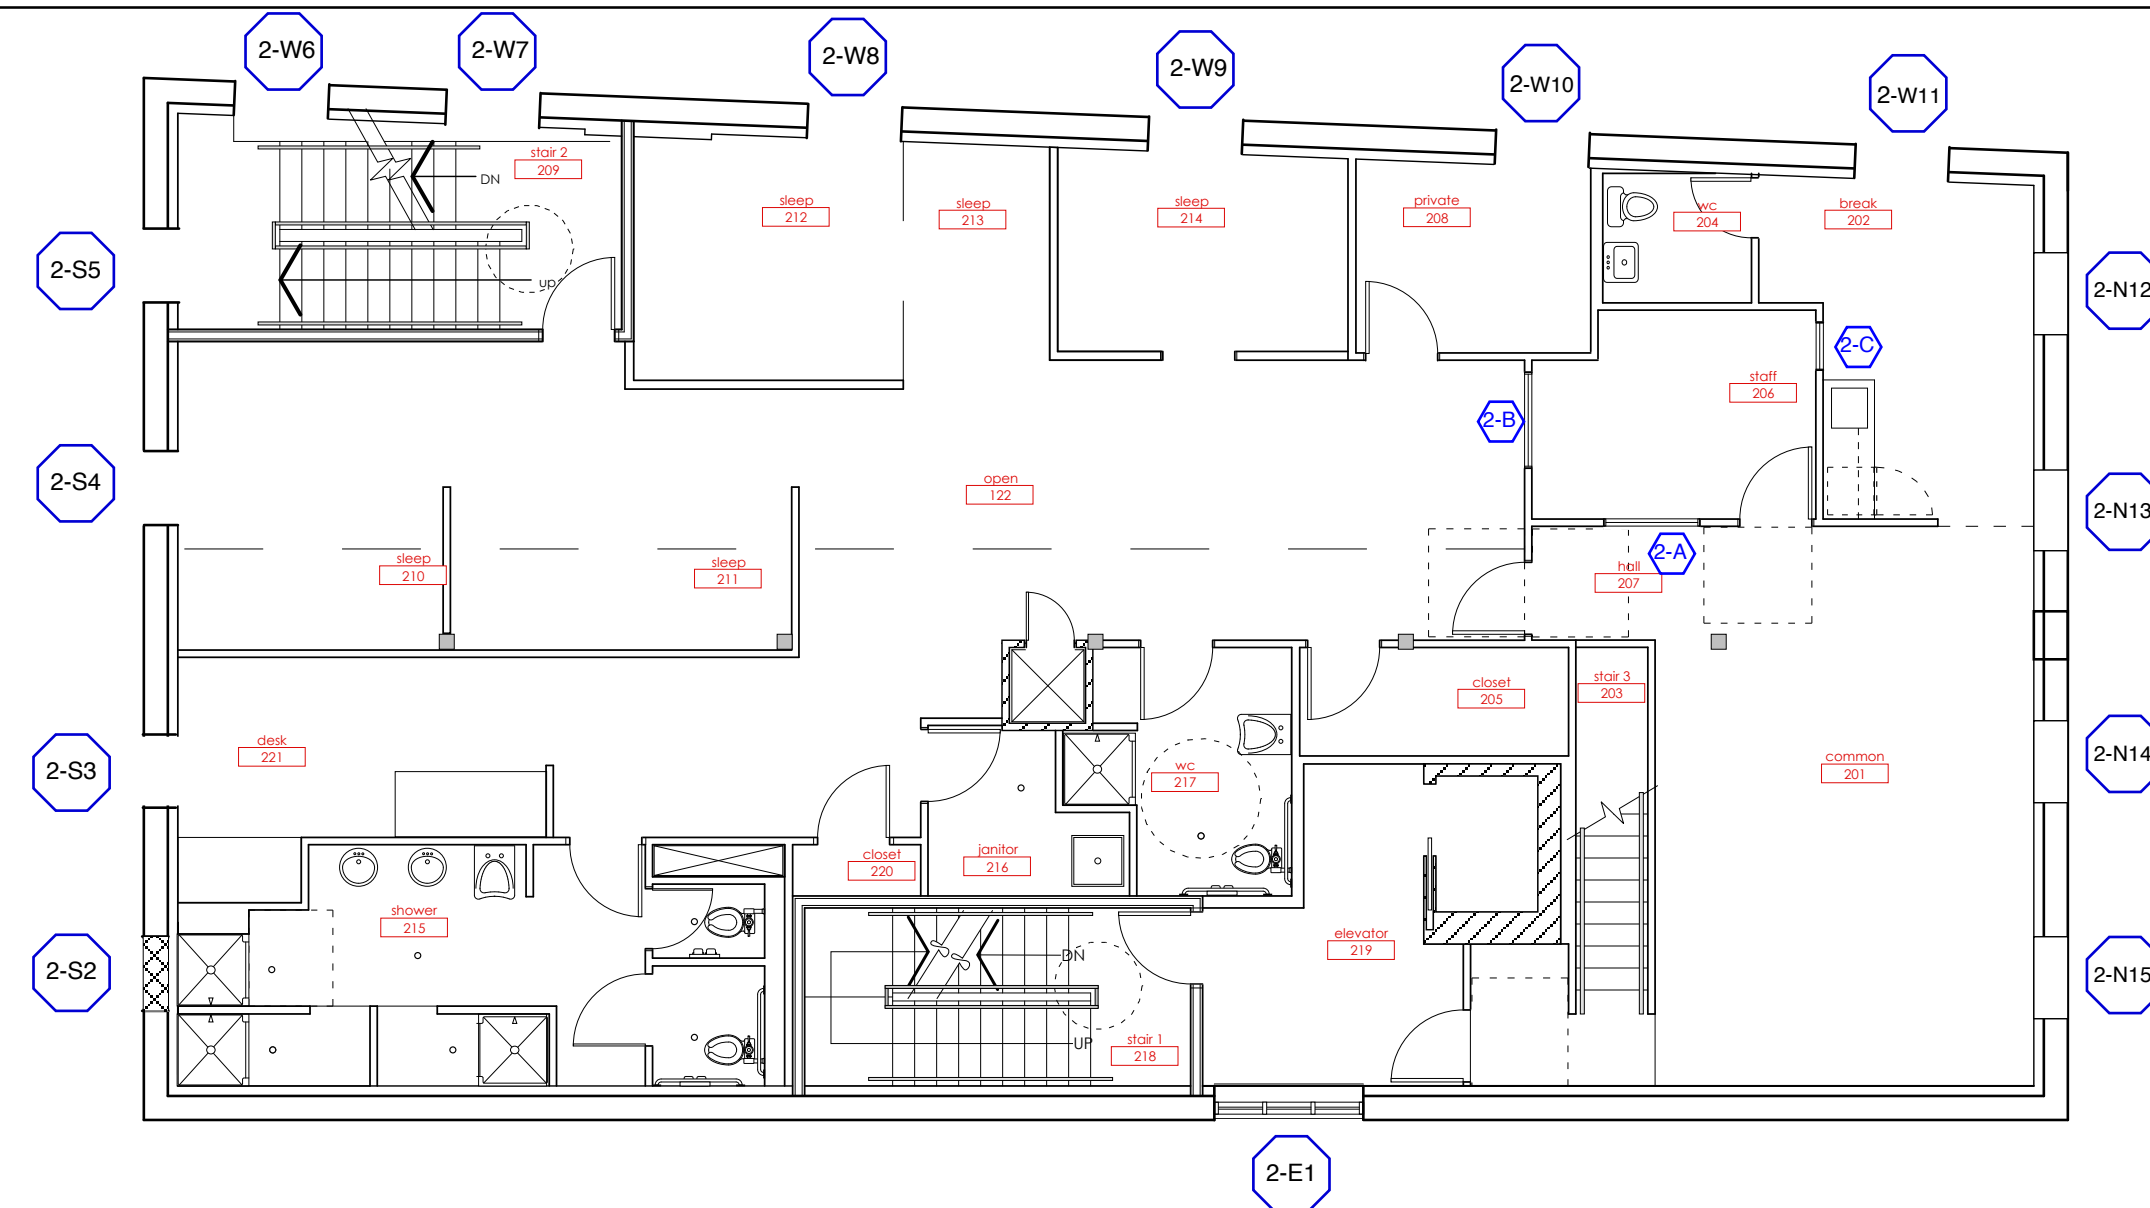 2-W6
2-W7
2-W8
2-W9
2-W10
2-W11
stair 2
209
DN
up
sleep
212
sleep
213
sleep
214
private
208
wc
204
break
202
2-S5
2-N12
2-C
staff
206
2-B
2-S4
open
122
2-N13
2-A
hall
207
sleep
210
sleep
211
closet
205
stair 3
203
desk
221
2-S3
wc
217
common
201
2-N14
closet
220
janitor
216
shower
215
elevator
219
2-S2
DN
UP
stair 1
218
2-N15
2-E1